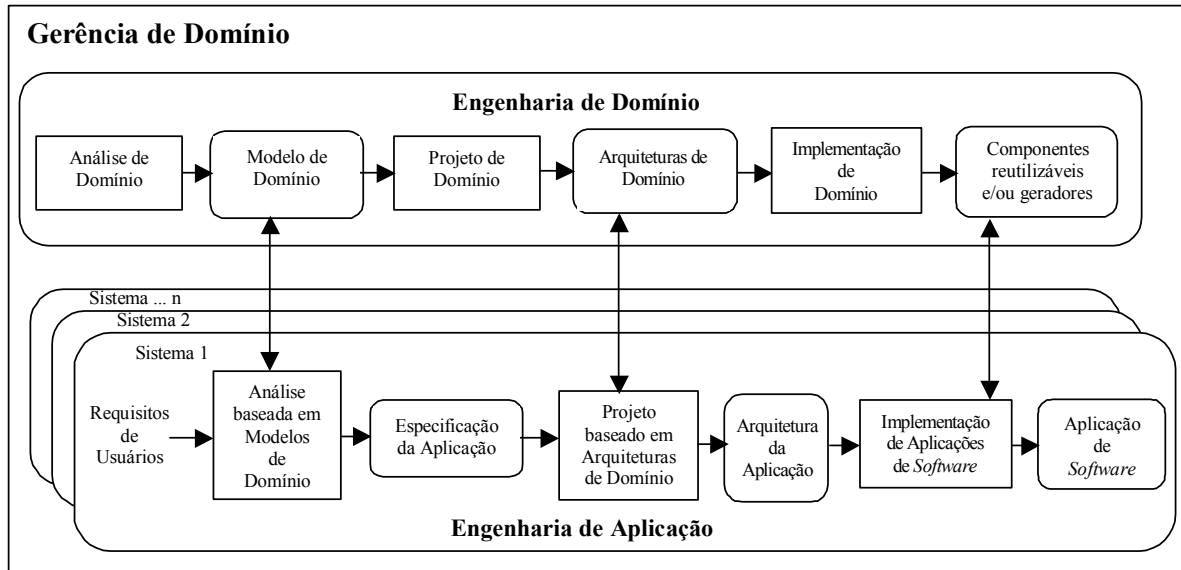 Gerência de Domínio
Engenharia de Domínio
Análise de
Domínio
Modelo de
Domínio
Projeto de
Domínio
Arquiteturas de
Domínio
Implementação
de
Domínio
Componentes
reutilizáveis
e/ou geradores
Sistema ... n
Sistema 2
Sistema 1
Requisitos
de
Usuários
Análise
baseada em
Modelos
de
Domínio
Especificação
da Aplicação
Projeto
baseado em
Arquiteturas
de Domínio
Arquitetura
da
Aplicação
Implementação
de Aplicações
de Software
Aplicação
de
Software
Engenharia de Aplicação